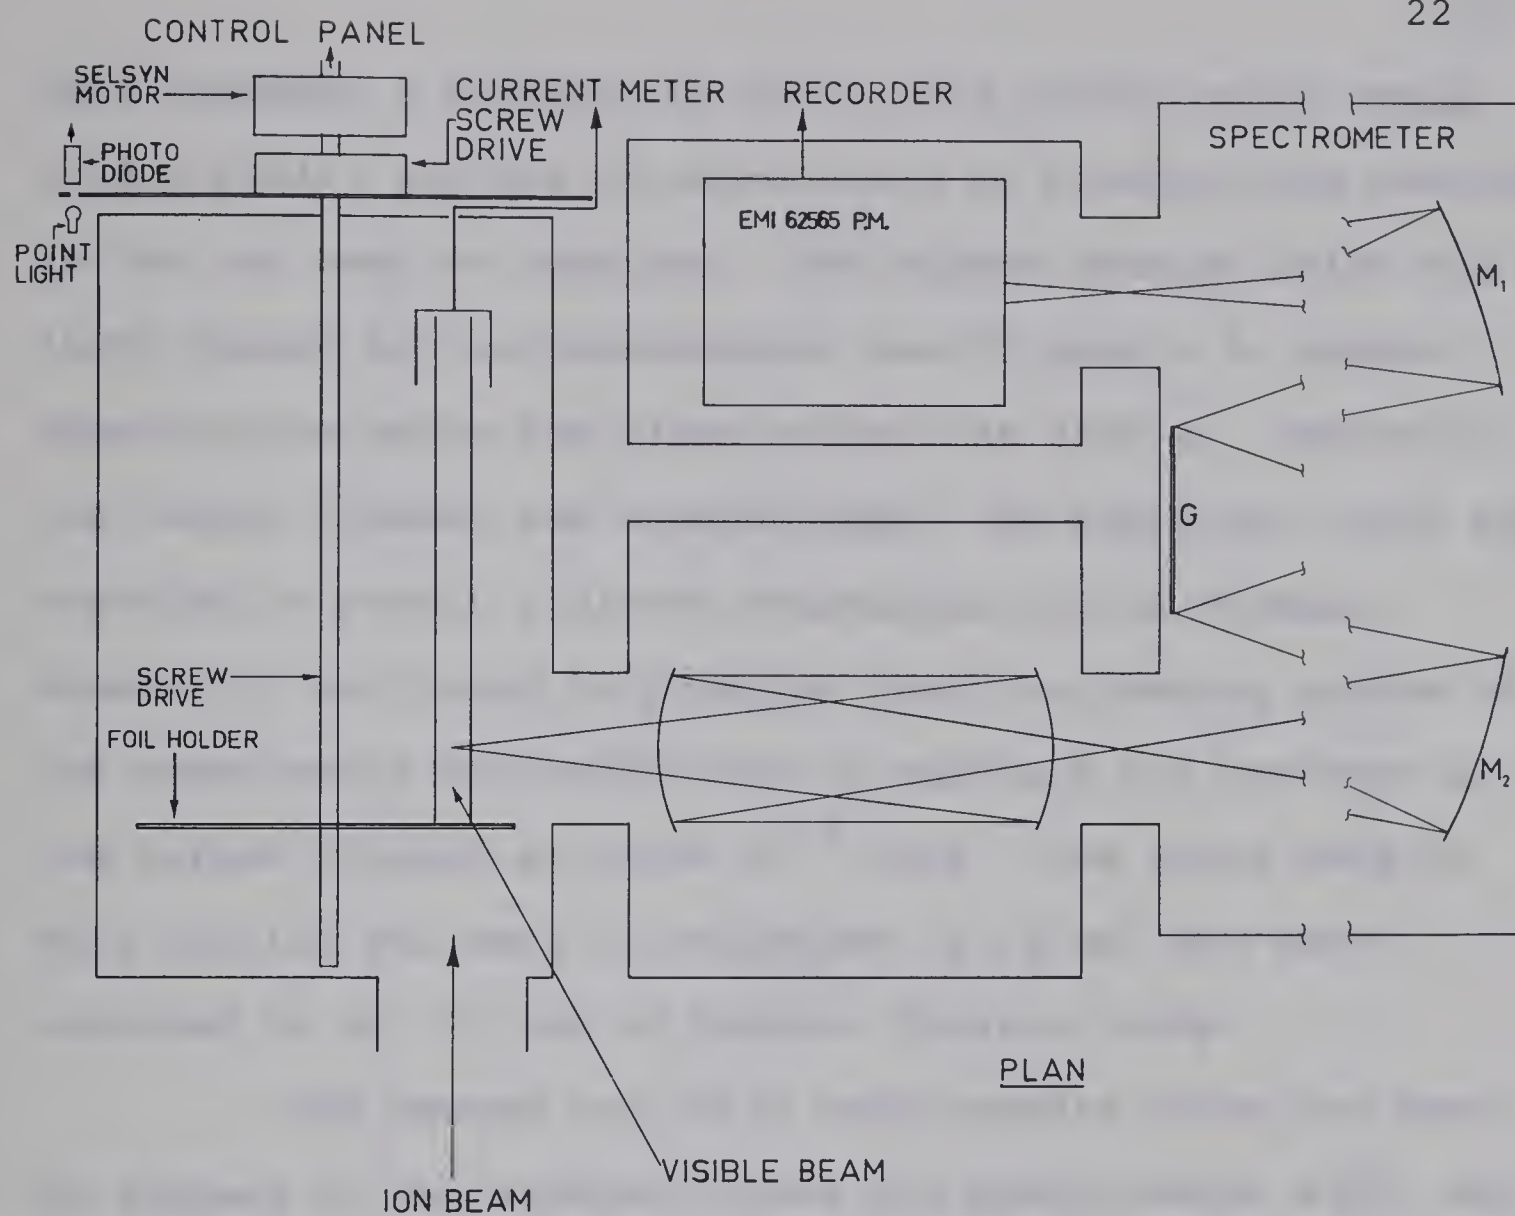 22
CONTROL PANEL
SELSYN
MOTOR
CURRENT METER
RECORDER
SCREW
DRIVE
SPECTROMETER
PHOTO
DIODE
EMI 6256S P.M.
POINT
LIGHT
M₁
G
SCREW
DRIVE
FOIL HOLDER
M₂
PLAN
VISIBLE BEAM
ION BEAM